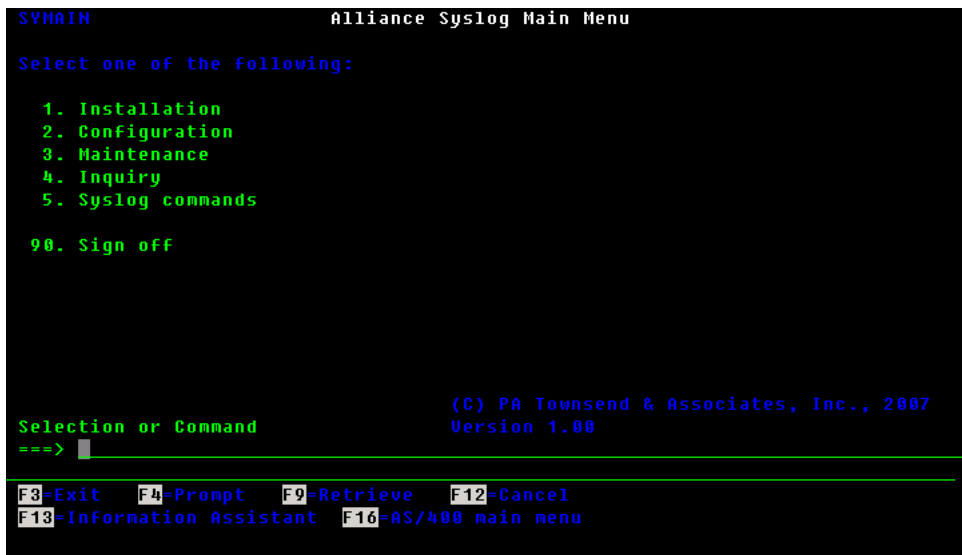 SYMAIN Alliance Syslog Main Menu
Select one of the following:
1. Installation
2. Configuration
3. Maintenance
4. Inquiry
5. Syslog commands
90. Sign off
(C) PA Townsend & Associates, Inc., 2007
Selection or Command Version 1.00
===>
F3=Exit F4=Prompt F9=Retrieve F12=Cancel
F13=Information Assistant F16=AS/400 main menu